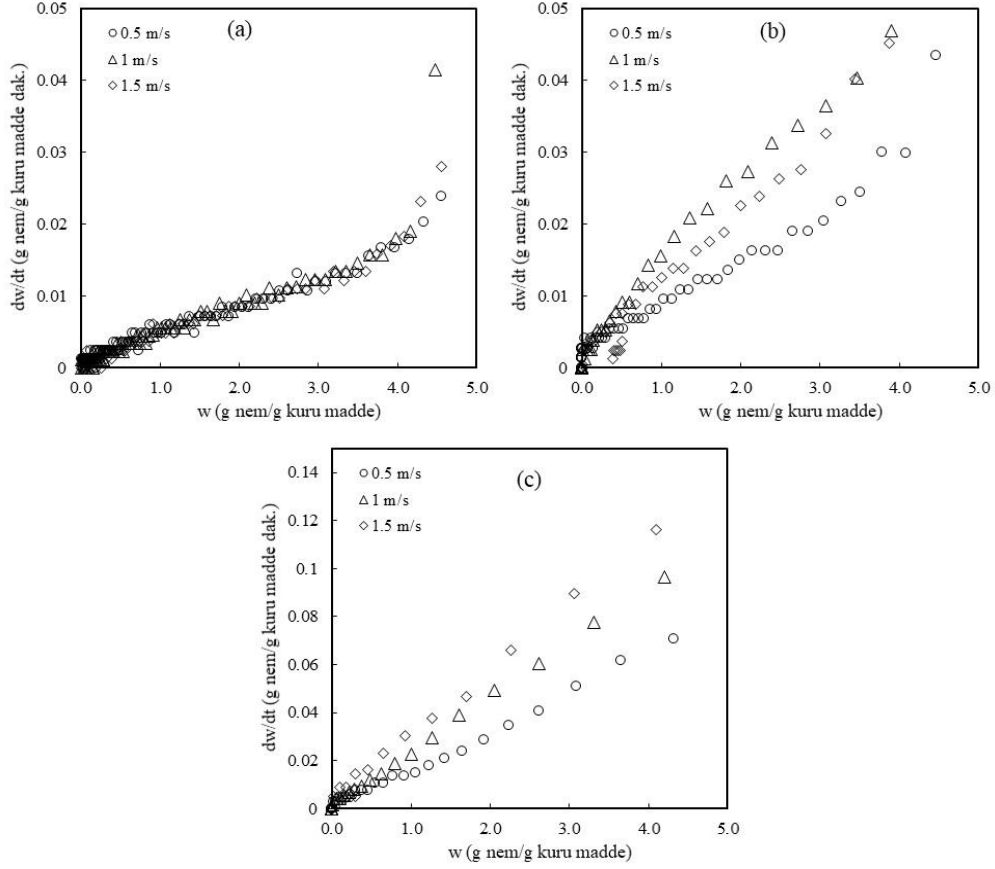 (a)
0.5 m/s
1 m/s
1.5 m/s
0.05
0.04
0.03
0.02
0.01
0
dw/dt (g nem/g kuru madde dak.)
0.0 1.0 2.0 3.0 4.0 5.0
w (g nem/g kuru madde)
(b)
0.5 m/s
1 m/s
1.5 m/s
0.05
0.04
0.03
0.02
0.01
0
dw/dt (g nem/g kuru madde dak.)
0.0 1.0 2.0 3.0 4.0 5.0
w (g nem/g kuru madde)
(c)
0.5 m/s
1 m/s
1.5 m/s
0.14
0.12
0.1
0.08
0.06
0.04
0.02
0
dw/dt (g nem/g kuru madde dak.)
0.0 1.0 2.0 3.0 4.0 5.0
w (g nem/g kuru madde)